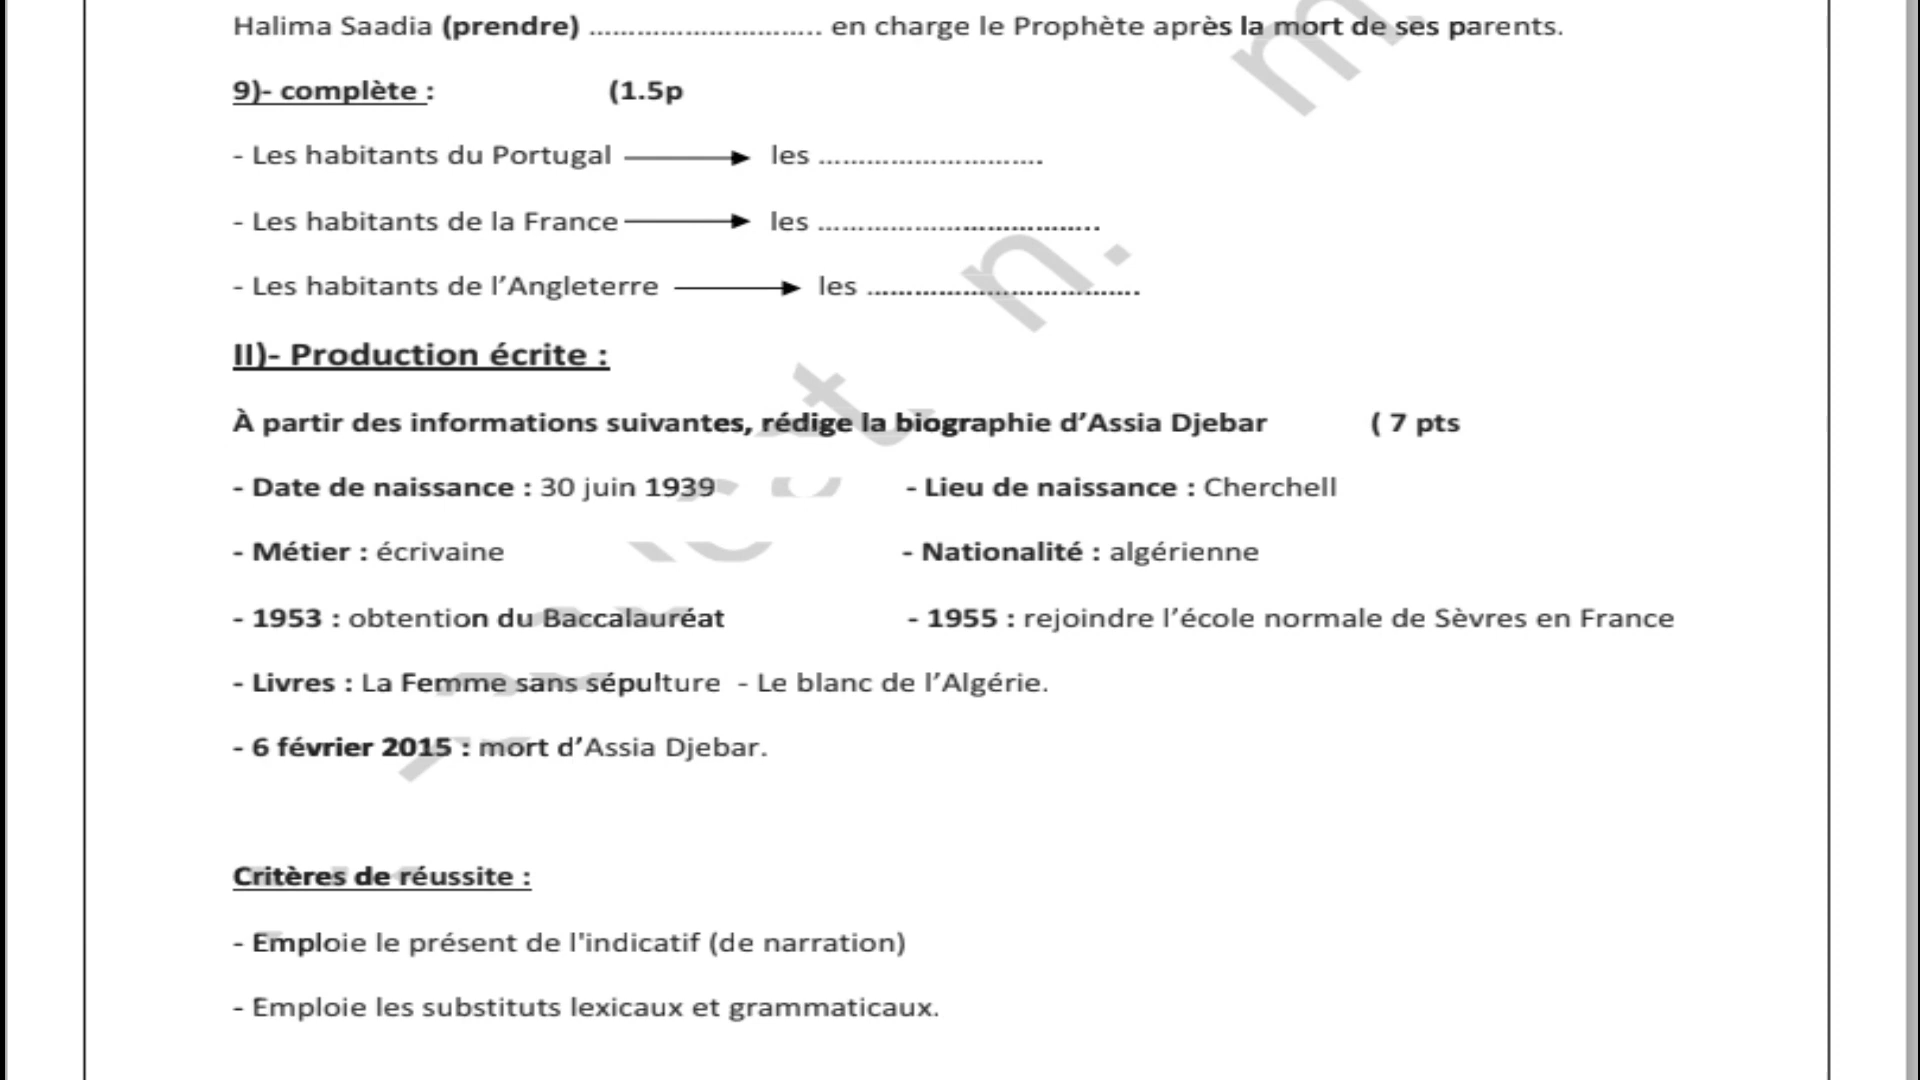 Halima Saadia (prendre) ............................. en charge le Prophète après la mort de ses parents.
9)- complète : (1.5p
- Les habitants du Portugal → les ............................
- Les habitants de la France → les ...................................
- Les habitants de l’Angleterre → les ..................................
II)- Production écrite :
À partir des informations suivantes, rédige la biographie d’Assia Djebar ( 7 pts
- Date de naissance : 30 juin 1939 - Lieu de naissance : Cherchell
- Métier : écrivaine - Nationalité : algérienne
- 1953 : obtention du Baccalauréat - 1955 : rejoindre l’école normale de Sèvres en France
- Livres : La Femme sans sépulture - Le blanc de l’Algérie.
- 6 février 2015 : mort d’Assia Djebar.
Critères de réussite :
- Emploie le présent de l'indicatif (de narration)
- Emploie les substituts lexicaux et grammaticaux.